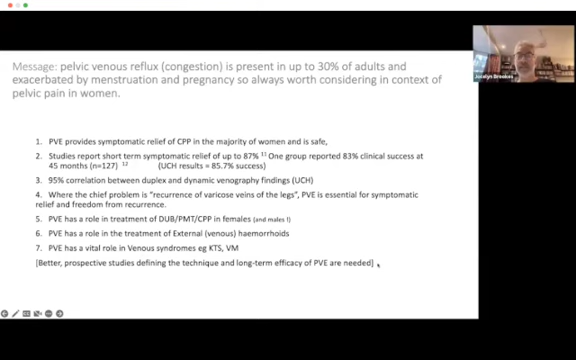 Message: pelvic venous reflux (congestion) is present in up to 30% of adults and
exacerbated by menstruation and pregnancy so always worth considering in context of
pelvic pain in women.
1. PVE provides symptomatic relief of CPP in the majority of women and is safe,
2. Studies report short term symptomatic relief of up to 87% 11 One group reported 83% clinical success at
45 months (n=127) 12 (UCH results = 85.7% success)
3. 95% correlation between duplex and dynamic venography findings (UCH)
4. Where the chief problem is "recurrence of varicose veins of the legs", PVE is essential for symptomatic
relief and freedom from recurrence.
5. PVE has a role in treatment of DUB/PMT/CPP in females (and males !)
6. PVE has a role in the treatment of External (venous) haemorrhoids
7. PVE has a vital role in Venous syndromes eg KTS, VM
[Better, prospective studies defining the technique and long-term efficacy of PVE are needed]
Jocelyn Brookes